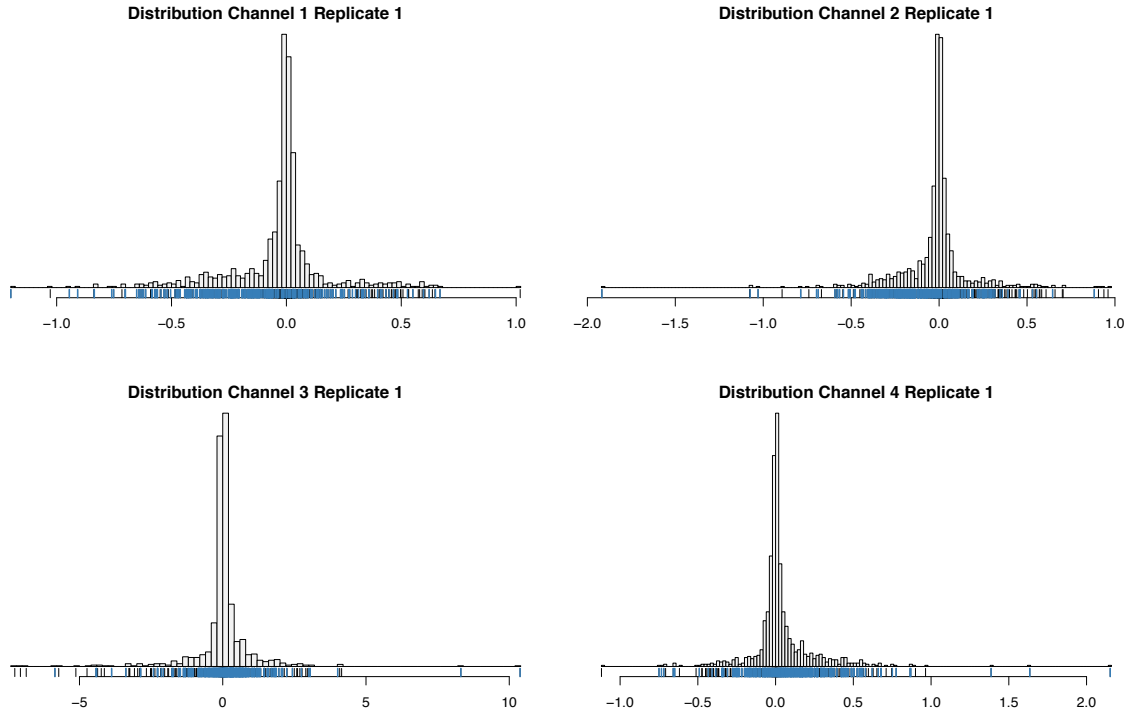 Distribution Channel 1 Replicate 1
−1.0 −0.5 0.0 0.5 1.0
Distribution Channel 2 Replicate 1
−2.0 −1.5 −1.0 −0.5 0.0 0.5 1.0
Distribution Channel 3 Replicate 1
−5 0 5 10
Distribution Channel 4 Replicate 1
−1.0 −0.5 0.0 0.5 1.0 1.5 2.0